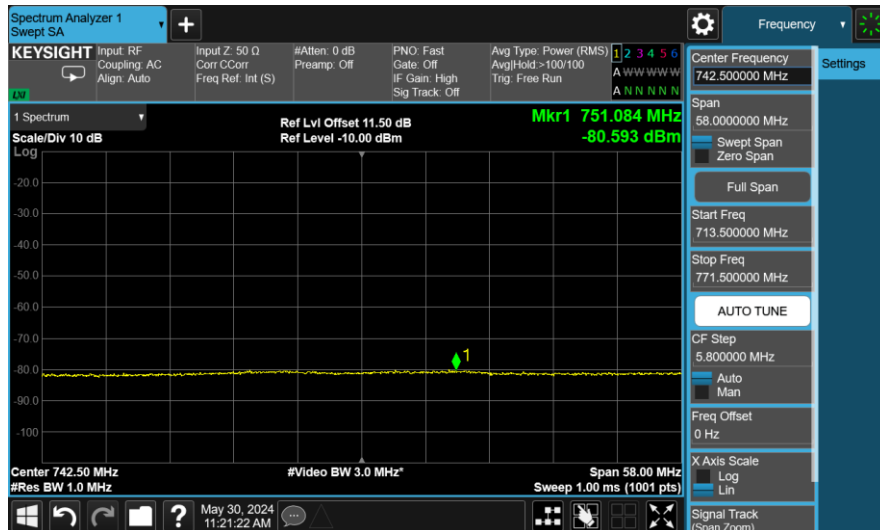 Spectrum Analyzer 1
Swept SA
Frequency
KEYSIGHT
Input: RF
Coupling: AC
Align: Auto
Input Z: 50 Ω
Corr CCorr
Freq Ref: Int (S)
#Atten: 0 dB
Preamp: Off
PNO: Fast
Gate: Off
IF Gain: High
Sig Track: Off
Avg Type: Power (RMS)
Avg|Hold:>100/100
Trig: Free Run
1 2 3 4 5 6
A W W W W W
A N N N N N
LXI
1 Spectrum
Scale/Div 10 dB
Ref Lvl Offset 11.50 dB
Ref Level -10.00 dBm
Mkr1 751.084 MHz
-80.593 dBm
Log
-20.0
-30.0
-40.0
-50.0
-60.0
-70.0
-80.0
-90.0
-100
1
Center 742.50 MHz
#Res BW 1.0 MHz
#Video BW 3.0 MHz*
Span 58.00 MHz
Sweep 1.00 ms (1001 pts)
May 30, 2024
11:21:22 AM
Center Frequency
742.500000 MHz
Settings
Span
58.0000000 MHz
Swept Span
Zero Span
Full Span
Start Freq
713.500000 MHz
Stop Freq
771.500000 MHz
AUTO TUNE
CF Step
5.800000 MHz
Auto
Man
Freq Offset
0 Hz
X Axis Scale
Log
Lin
Signal Track
(Span Zoom)